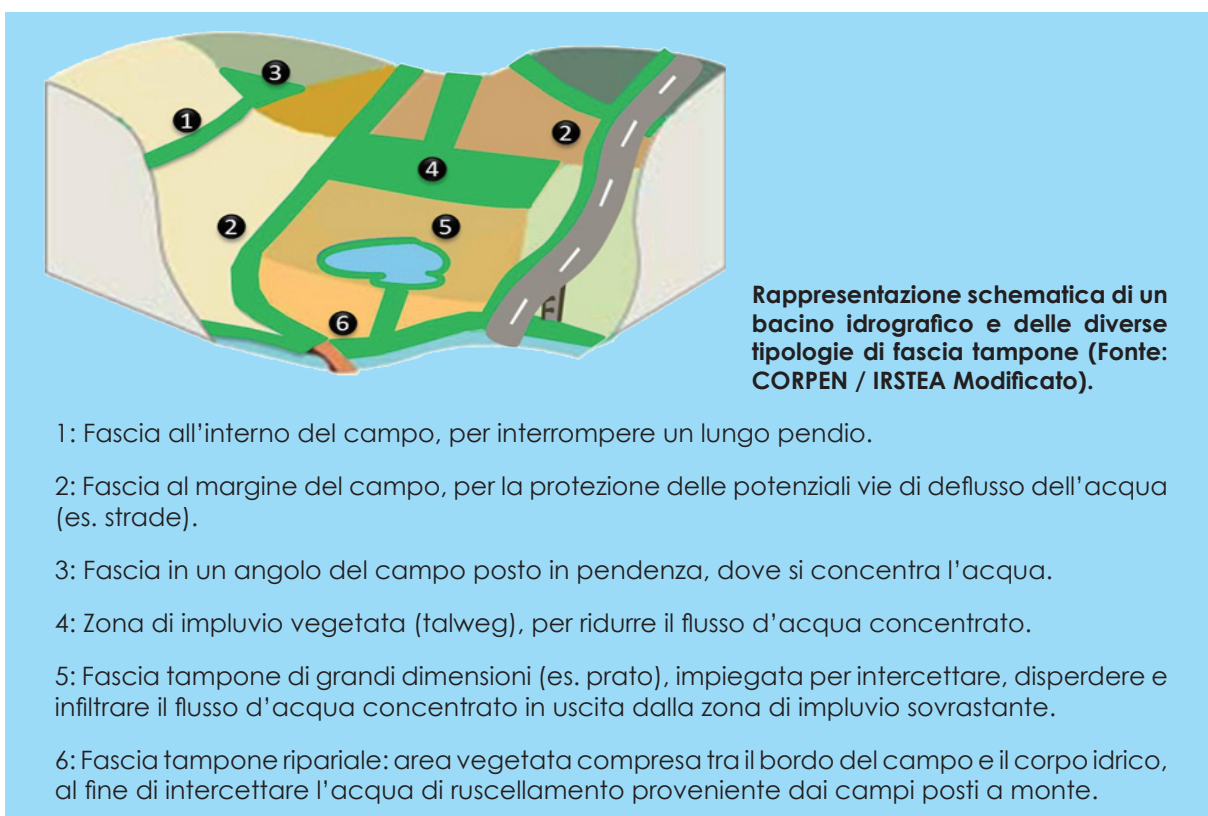 3
1
2
4
2
5
6
Rappresentazione schematica di un
bacino idrografico e delle diverse
tipologie di fascia tampone (Fonte:
CORPEN / IRSTEA Modificato).
1: Fascia all’interno del campo, per interrompere un lungo pendio.
2: Fascia al margine del campo, per la protezione delle potenziali vie di deflusso dell’acqua
(es. strade).
3: Fascia in un angolo del campo posto in pendenza, dove si concentra l’acqua.
4: Zona di impluvio vegetata (talweg), per ridurre il flusso d’acqua concentrato.
5: Fascia tampone di grandi dimensioni (es. prato), impiegata per intercettare, disperdere e
infiltrare il flusso d’acqua concentrato in uscita dalla zona di impluvio sovrastante.
6: Fascia tampone ripariale: area vegetata compresa tra il bordo del campo e il corpo idrico,
al fine di intercettare l’acqua di ruscellamento proveniente dai campi posti a monte.